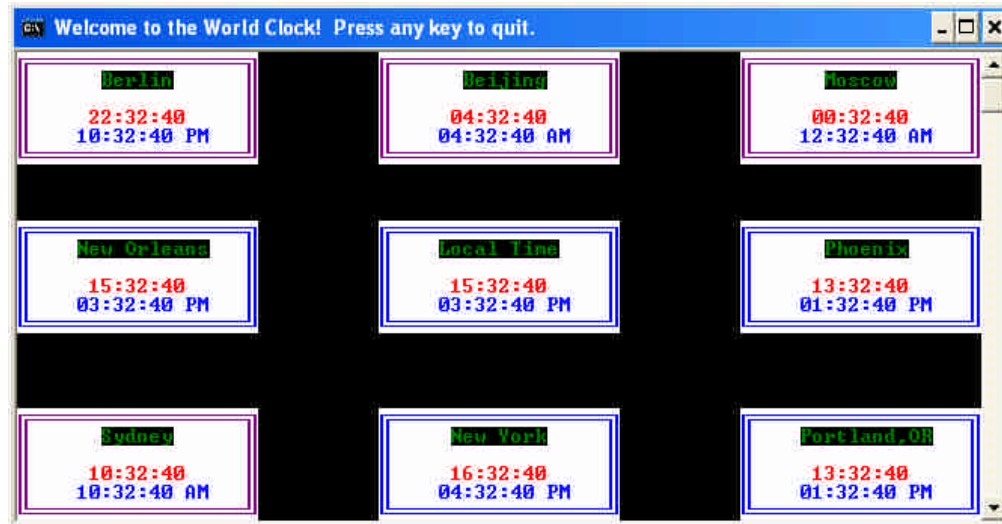 Welcome to the World Clock! Press any key to quit.
Berlin
22:32:40
10:32:40 PM
Beijing
04:32:40
04:32:40 AM
Moscow
00:32:40
12:32:40 AM
New Orleans
15:32:40
03:32:40 PM
Local Time
15:32:40
03:32:40 PM
Phoenix
13:32:40
01:32:40 PM
Sydney
10:32:40
10:32:40 AM
New York
16:32:40
04:32:40 PM
Portland,OR
13:32:40
01:32:40 PM